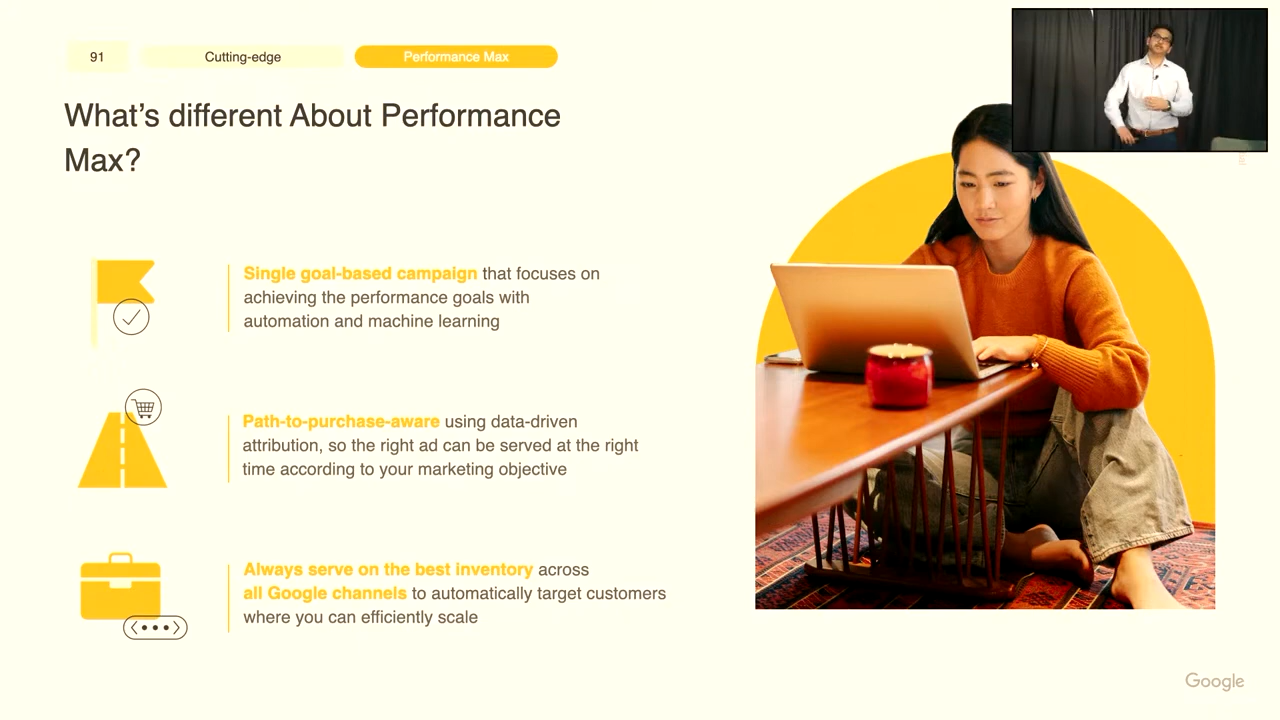 91
Cutting-edge
Performance Max
What's different About Performance
Max?
Single goal-based campaign that focuses on
achieving the performance goals with
automation and machine learning
Path-to-purchase-aware using data-driven
attribution, so the right ad can be served at the right
time according to your marketing objective
Always serve on the best inventory across
all Google channels to automatically target customers
where you can efficiently scale
Google